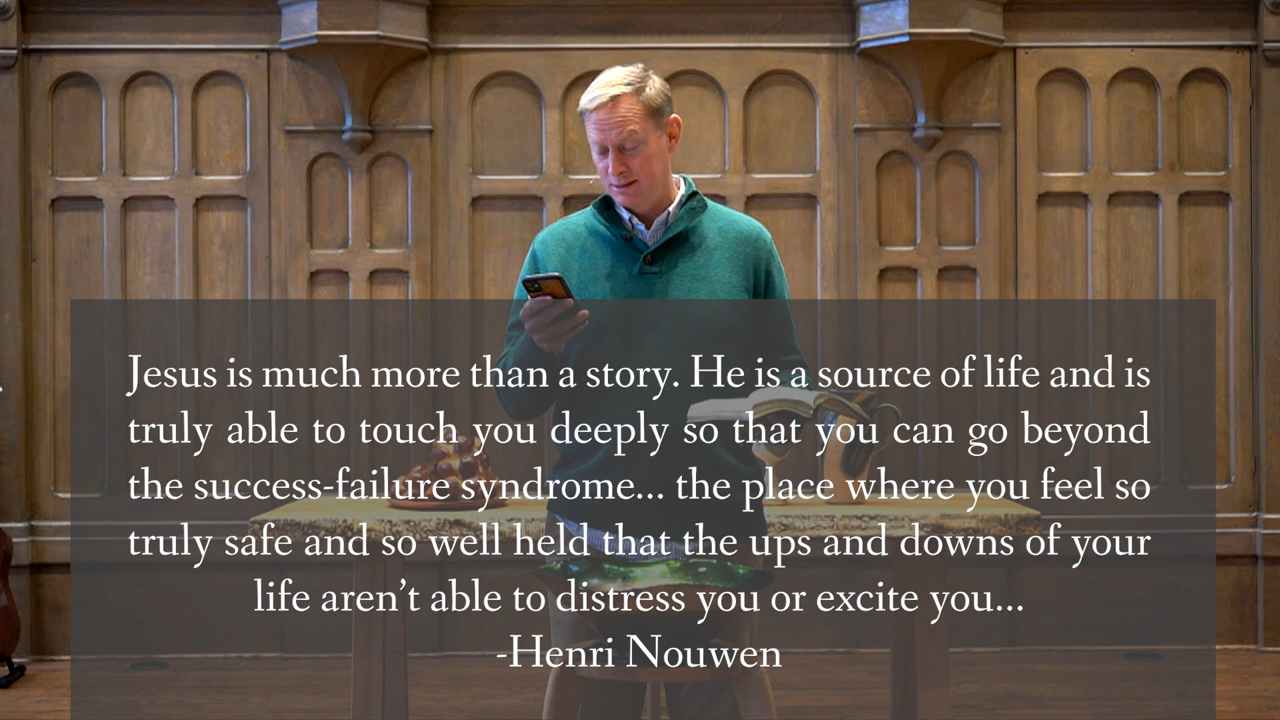 Jesus is much more than a story. He is a source of life and is
truly able to touch you deeply so that you can go beyond
the success-failure syndrome... the place where you feel so
truly safe and so well held that the ups and downs of your
life aren’t able to distress you or excite you...
-Henri Nouwen